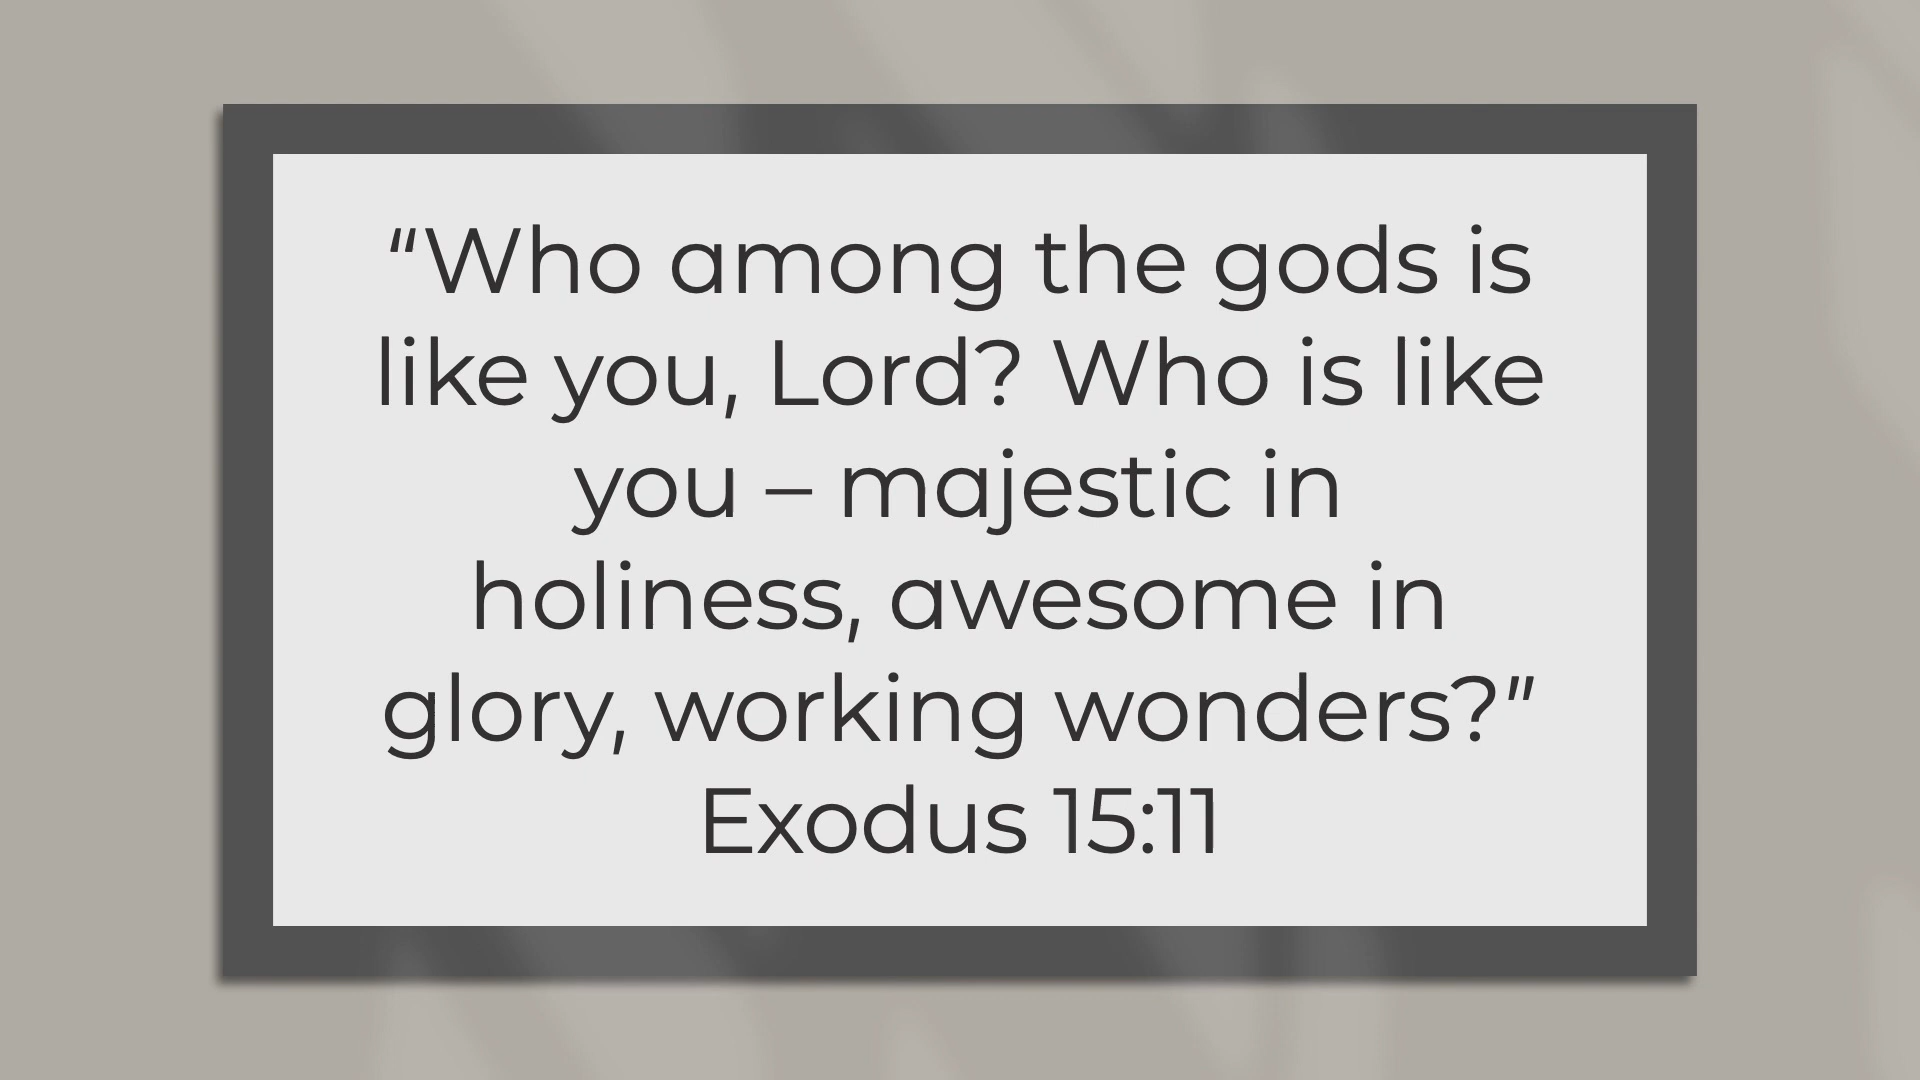 “Who among the gods is
like you, Lord? Who is like
you – majestic in
holiness, awesome in
glory, working wonders?”
Exodus 15:11